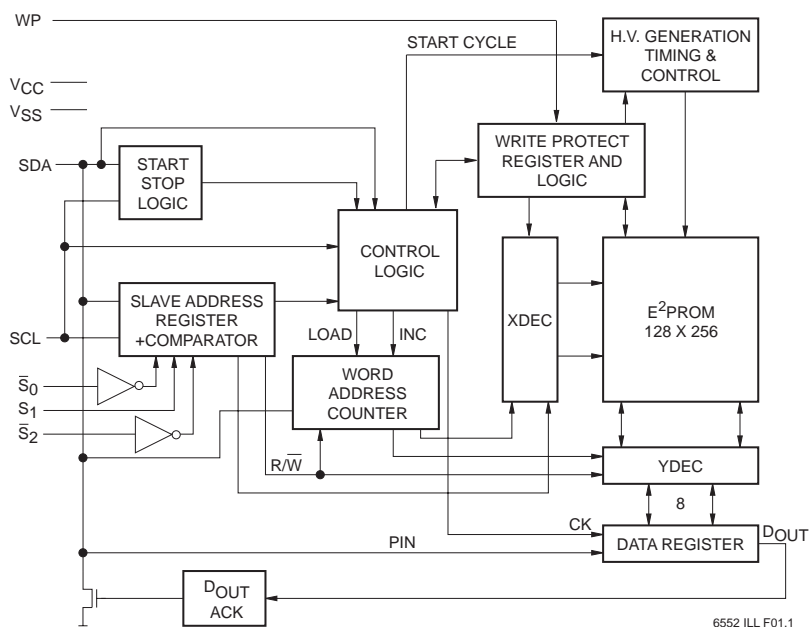 WP
START CYCLE
H.V. GENERATION
TIMING &
CONTROL
VCC
VSS
WRITE PROTECT
REGISTER AND
LOGIC
SDA
START
STOP
LOGIC
CONTROL
LOGIC
XDEC
E²PROM
128 X 256
SLAVE ADDRESS
REGISTER
+COMPARATOR
SCL
LOAD
INC
WORD
ADDRESS
COUNTER
S̅0
S1
S̅2
R/W̅
YDEC
8
CK
DOUT
DATA REGISTER
PIN
DOUT
ACK
6552 ILL F01.1